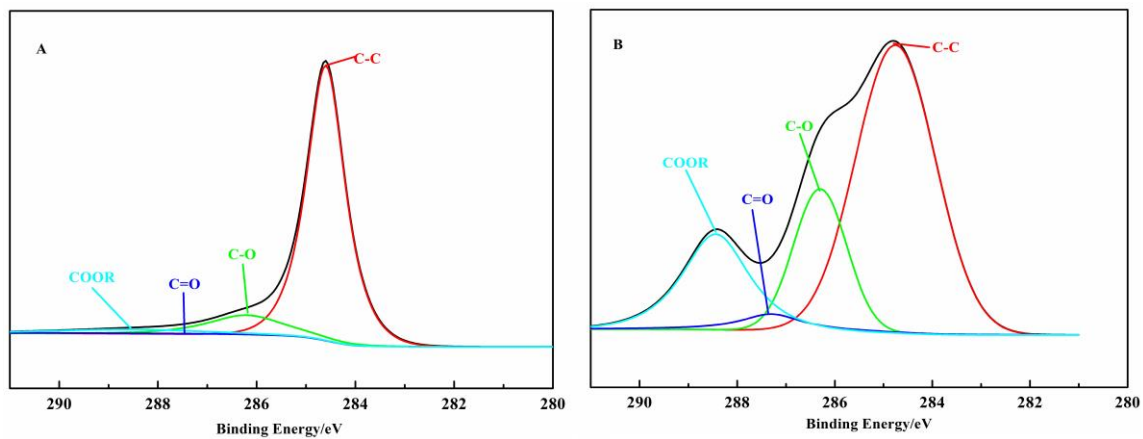 A
C-C
C-O
C=O
COOR
290 288 286 284 282 280
Binding Energy/eV
B
C-C
C-O
C=O
COOR
290 288 286 284 282 280
Binding Energy/eV